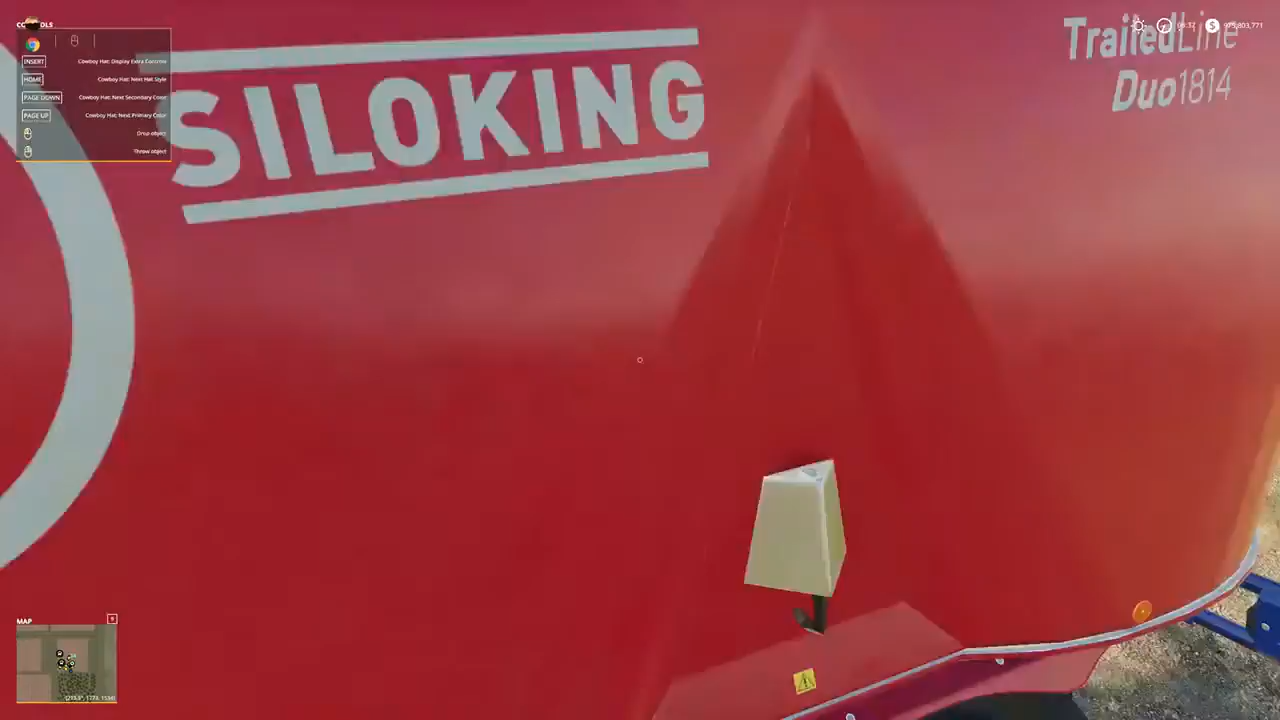 INSERT Cowboy Hat: Display Extra Controls
HOME Cowboy Hat: Next Hat Style
PAGE DOWN Cowboy Hat: Next Secondary Color
PAGE UP Cowboy Hat: Next Primary Color
Drop object
Throw object
SILOKING
TrailedLine
Duo1814
MAP